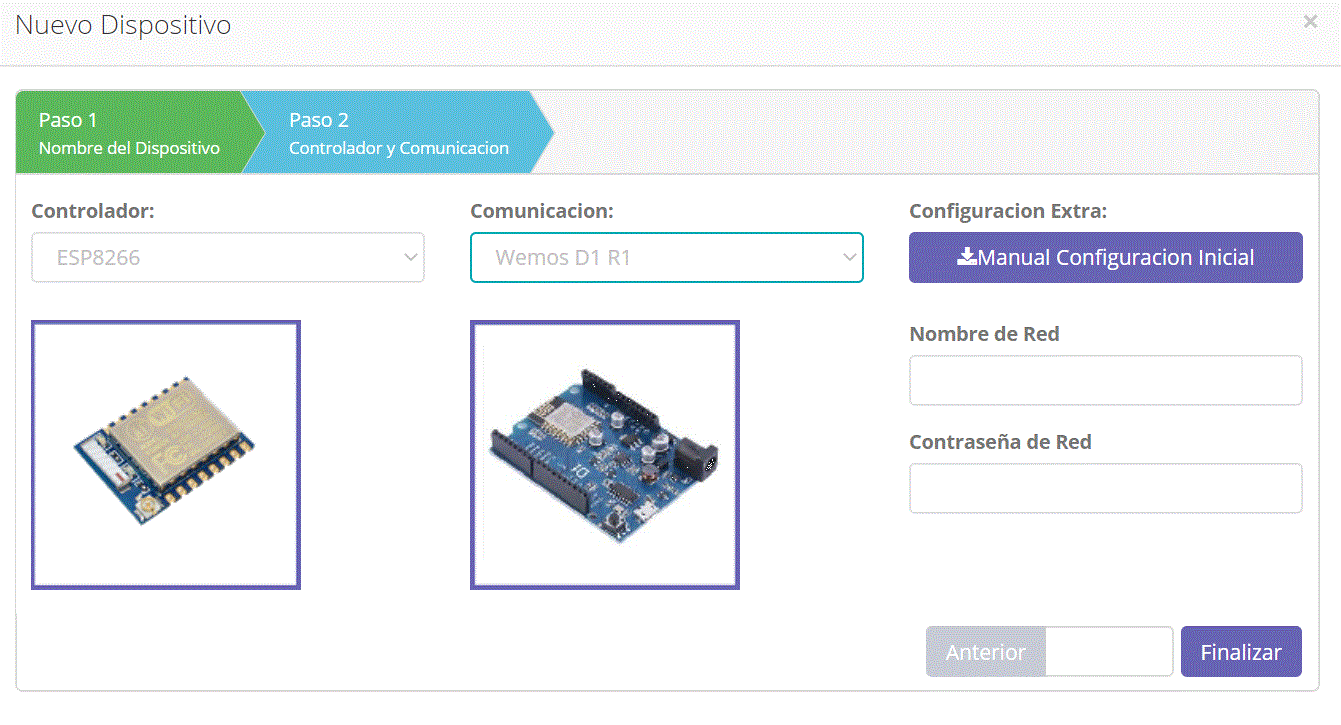 Nuevo Dispositivo
×
Paso 1
Nombre del Dispositivo
Paso 2
Controlador y Comunicacion
Controlador:
ESP8266
Comunicacion:
Wemos D1 R1
Configuracion Extra:
Manual Configuracion Inicial
Nombre de Red
Contraseña de Red
Anterior
Finalizar